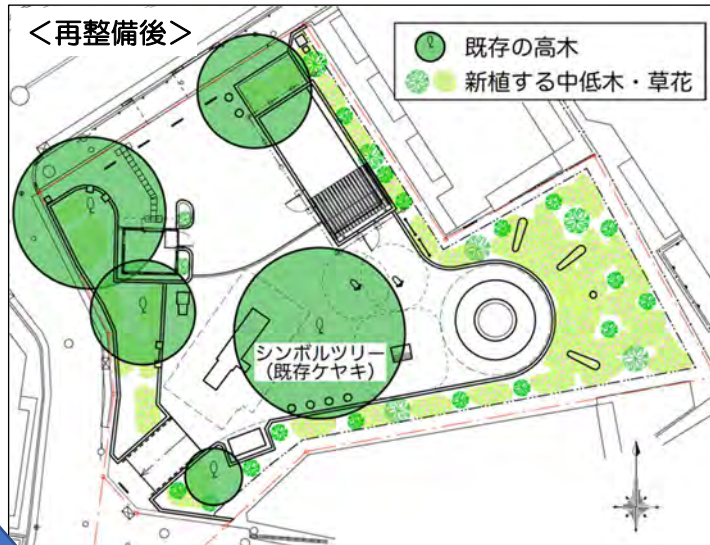 <再整備後>
既存の高木
新植する中低木・草花
シンボルツリー
(既存ケヤキ)